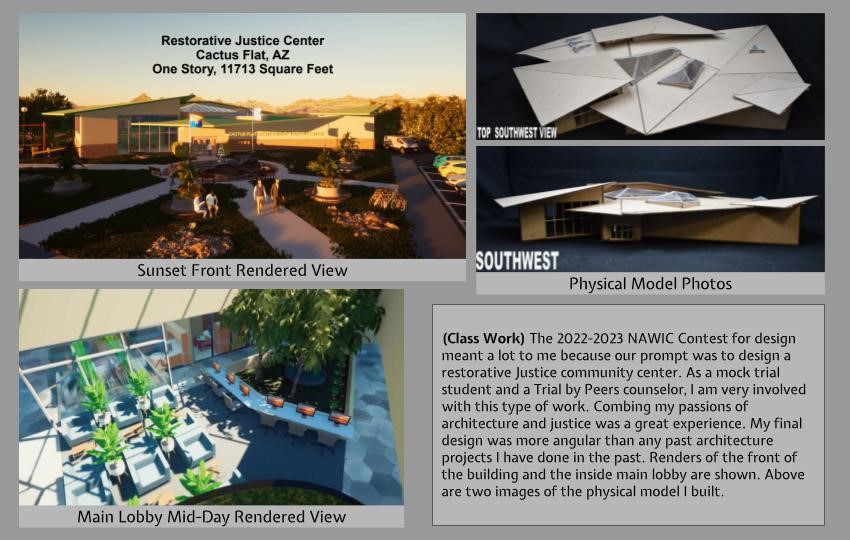 Restorative Justice Center
Cactus Flat, AZ
One Story, 11713 Square Feet
Sunset Front Rendered View
TOP SOUTHWEST VIEW
SOUTHWEST
Physical Model Photos
Main Lobby Mid-Day Rendered View
(Class Work) The 2022-2023 NAWIC Contest for design
meant a lot to me because our prompt was to design a
restorative Justice community center. As a mock trial
student and a Trial by Peers counselor, I am very involved
with this type of work. Combing my passions of
architecture and justice was a great experience. My final
design was more angular than any past architecture
projects I have done in the past. Renders of the front of
the building and the inside main lobby are shown. Above
are two images of the physical model I built.